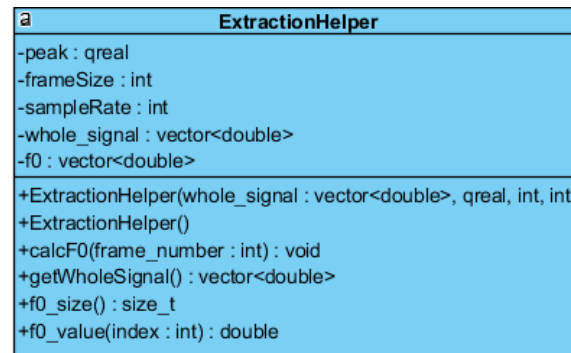 a
ExtractionHelper
-peak : qreal
-frameSize : int
-sampleRate : int
-whole_signal : vector<double>
-f0 : vector<double>
+ExtractionHelper(whole_signal : vector<double>, qreal, int, int
+ExtractionHelper()
+calcF0(frame_number : int) : void
+getWholeSignal() : vector<double>
+f0_size() : size_t
+f0_value(index : int) : double